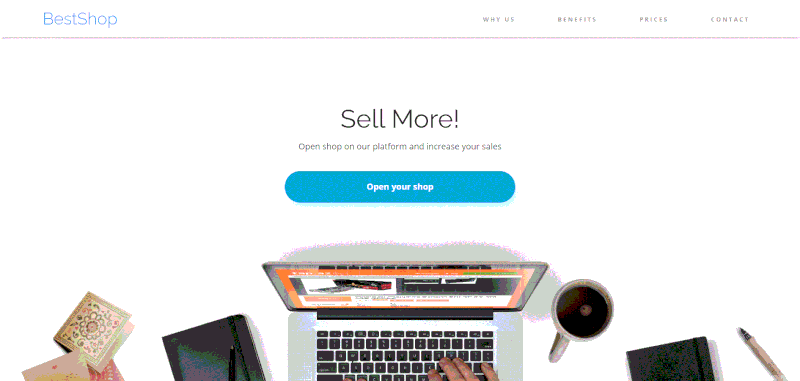 BestShop
WHY US
BENEFITS
PRICES
CONTACT
Sell More!
Open shop on our platform and increase your sales
Open your shop